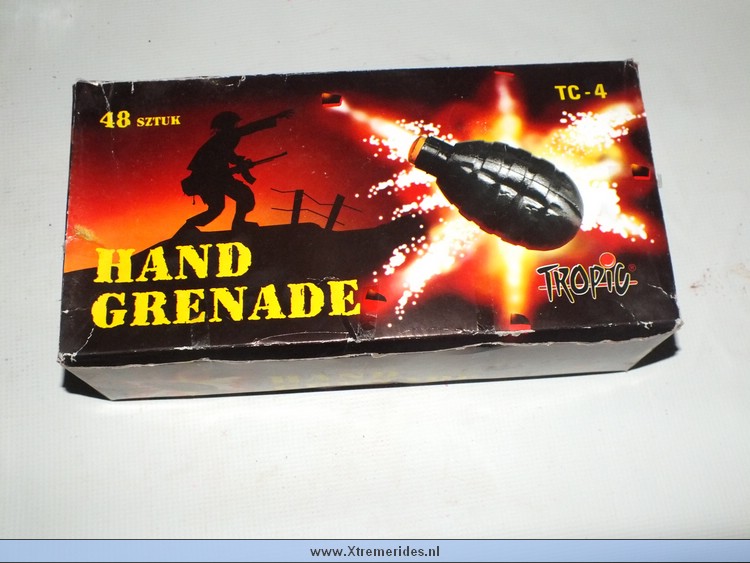 48 SZTUK
TC-4
HAND
GRENADE
TROPIC®
www.Xtremerides.nl